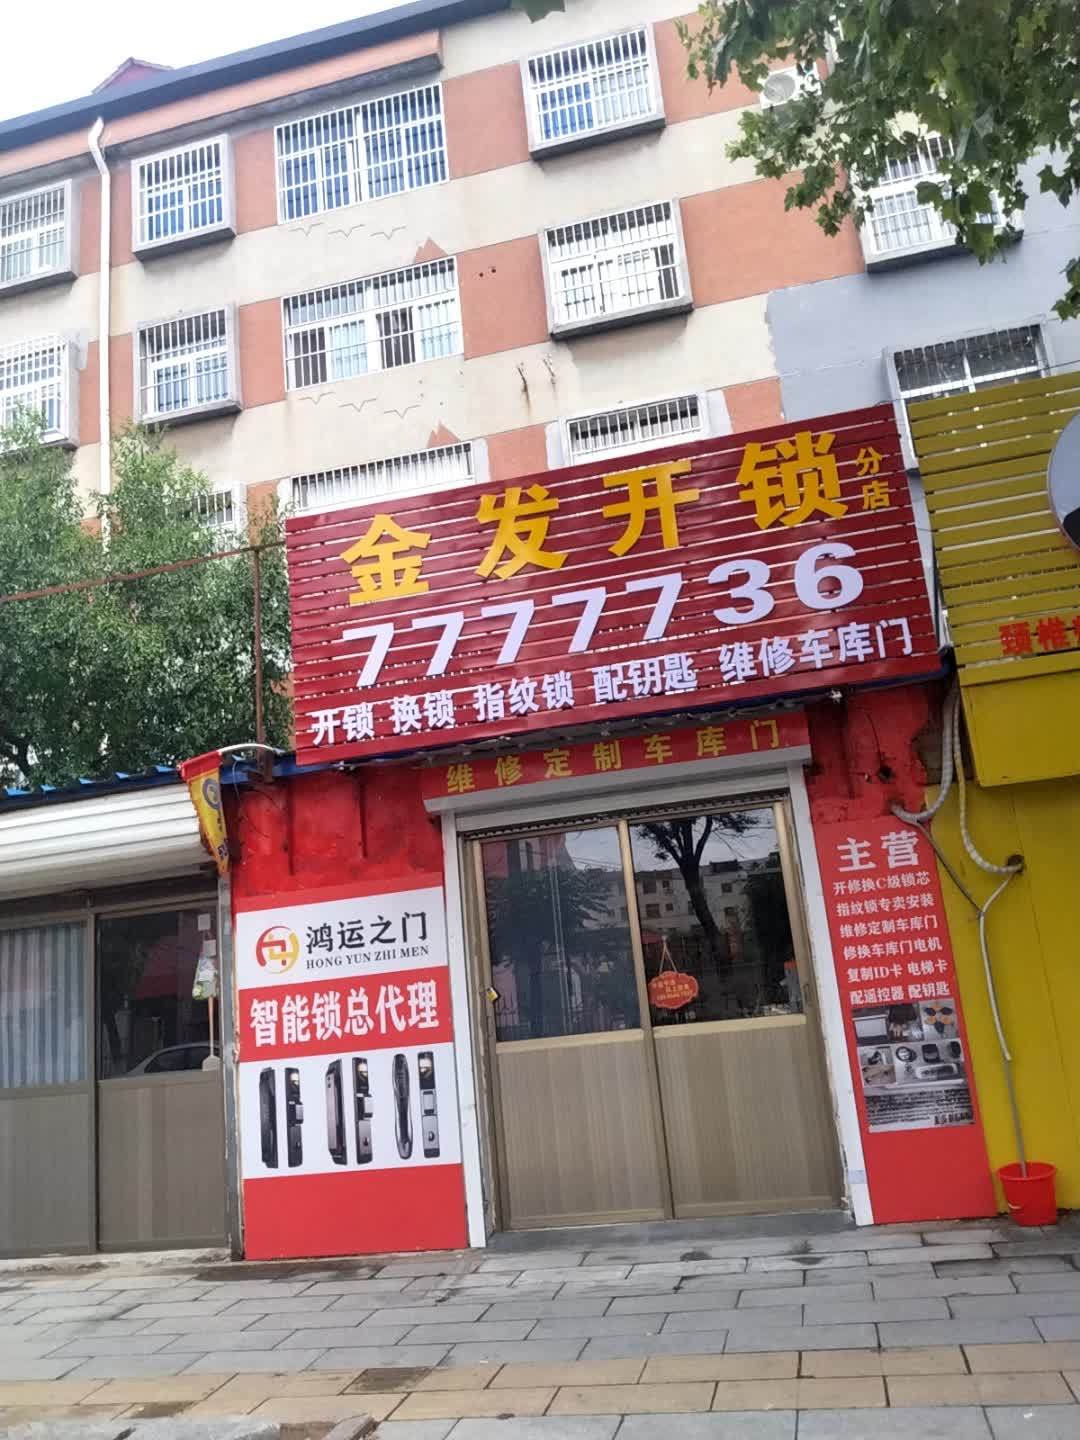 金发开锁
分店
7777736
开锁 换锁 指纹锁 配钥匙 维修车库门
维修定制车库门
鸿运之门
HONG YUN ZHI MEN
智能锁总代理
主营
开修换C级锁芯
指纹锁专卖安装
维修定制车库门
修换车库门电机
复制ID卡 电梯卡
配遥控器 配钥匙
颈椎